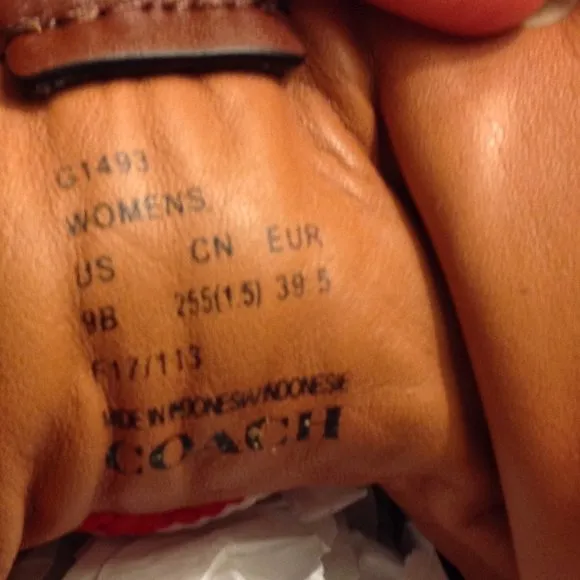 G1493
WOMENS
US CN EUR
9B 255(1.5) 39.5
F17/113
MADE IN INDONESIA/INDONESIE
COACH